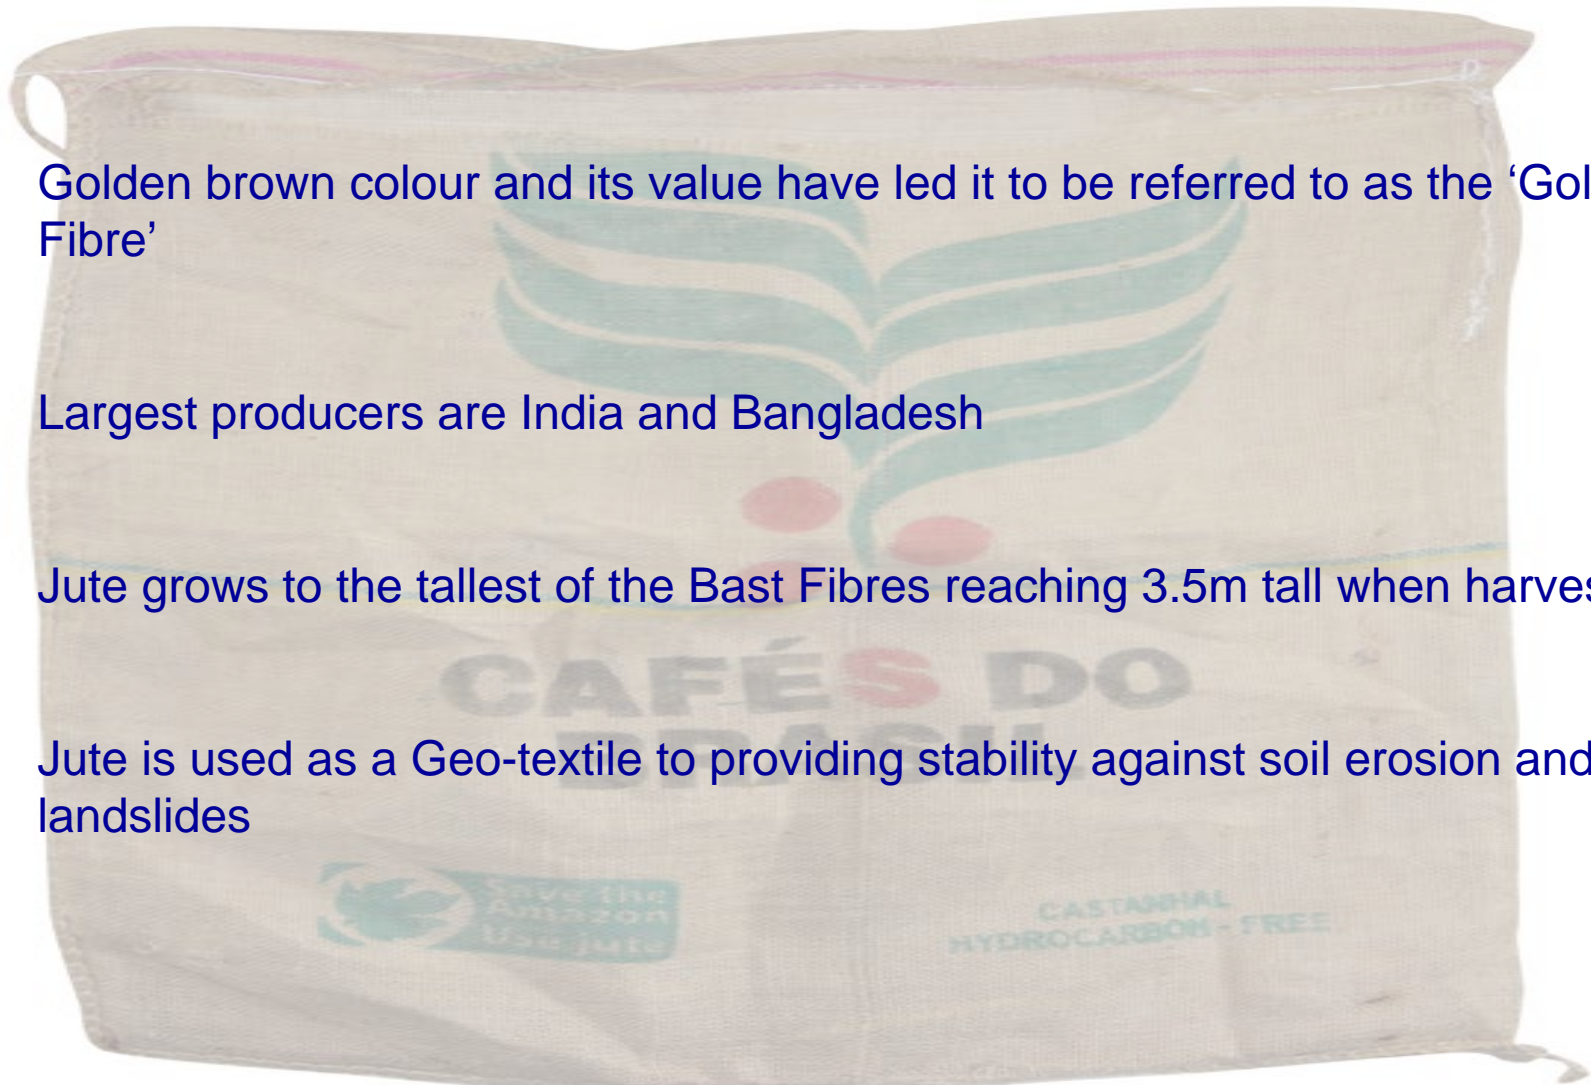 Golden brown colour and its value have led it to be referred to as the ‘Gol
Fibre’
Largest producers are India and Bangladesh
Jute grows to the tallest of the Bast Fibres reaching 3.5m tall when harves
CAFÉS DO
BRASIL
Jute is used as a Geo-textile to providing stability against soil erosion and
landslides
Save the
Amazon
Use jute
CASTANHAL
HYDROCARBON - FREE